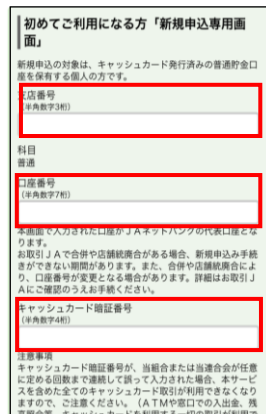 初めてご利用になる方「新規申込専用画
面」
新規申込の対象は、キャッシュカード発行済みの普通貯金口
座を保有する個人の方です。
支店番号
(半角数字3桁)
科目
普通
口座番号
(半角数字7桁)
本画面で入力された口座がJAネットバンクの代表口座とな
ります。
お取引JAで合併や店舗統廃合がある場合、新規申込み手続
きができない期間があります。また、合併や店舗統廃合によ
り、口座番号が変更となる場合があります。詳細はお取引J
Aにご確認のうえお手続ください。
キャッシュカード暗証番号
(半角数字4桁)
注意事項
キャッシュカード暗証番号が、当組合または当連合会が任意
に定める回数まで連続して誤って入力された場合、本サービ
スを含めた全てのキャッシュカード取引が利用できなくなり
ますので、ご注意ください。(ATMや窓口での入出金、残